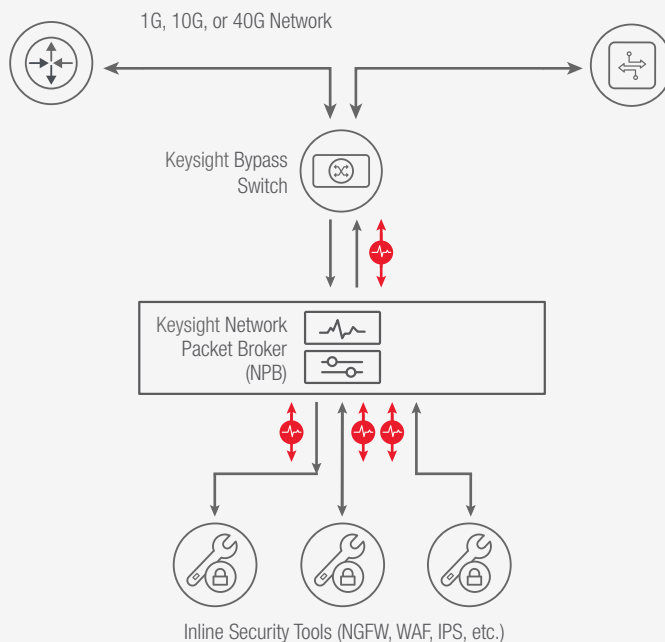 1G, 10G, or 40G Network
Keysight Bypass
Switch
Keysight Network
Packet Broker
(NPB)
Inline Security Tools (NGFW, WAF, IPS, etc.)